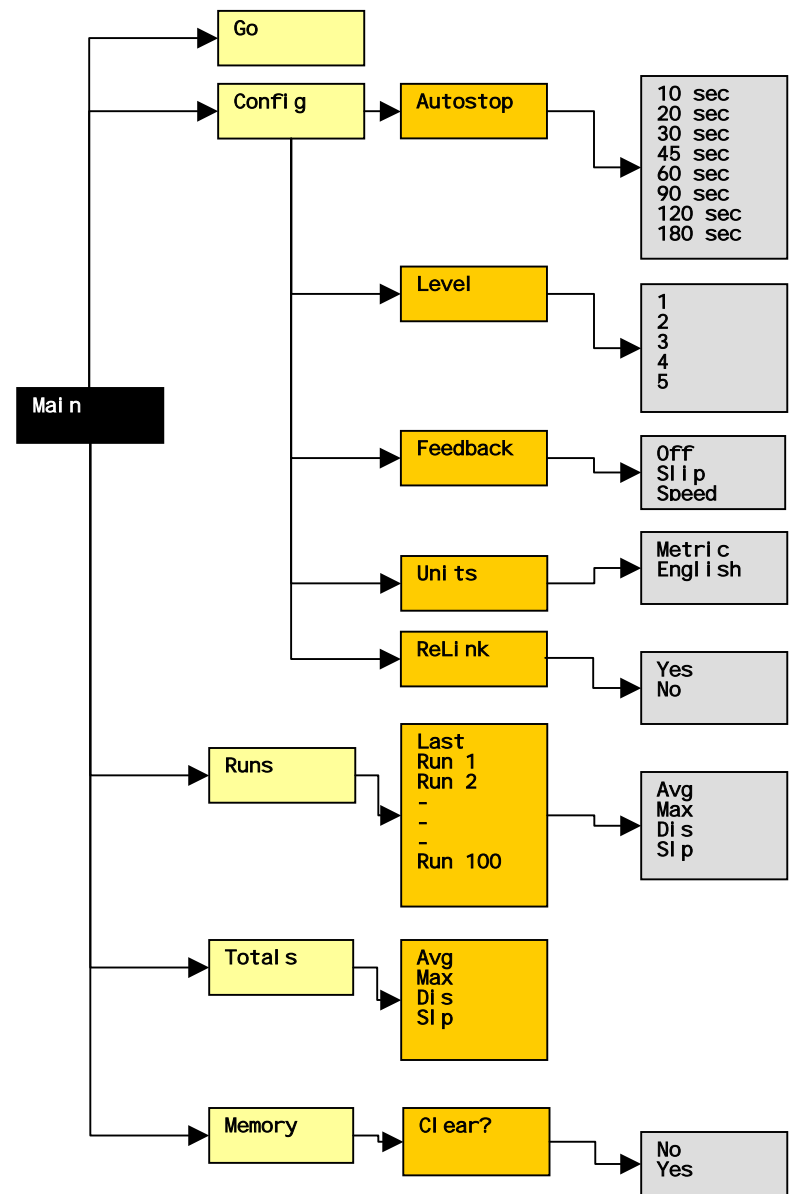 Go
Config
Autostop
10 sec
20 sec
30 sec
45 sec
60 sec
90 sec
120 sec
180 sec
Level
1
2
3
4
5
Main
Feedback
Off
Slip
Speed
Units
Metric
English
ReLink
Yes
No
Runs
Last
Run 1
Run 2
-
-
-
Run 100
Avg
Max
Dis
Slp
Totals
Avg
Max
Dis
Slp
Memory
Clear?
No
Yes